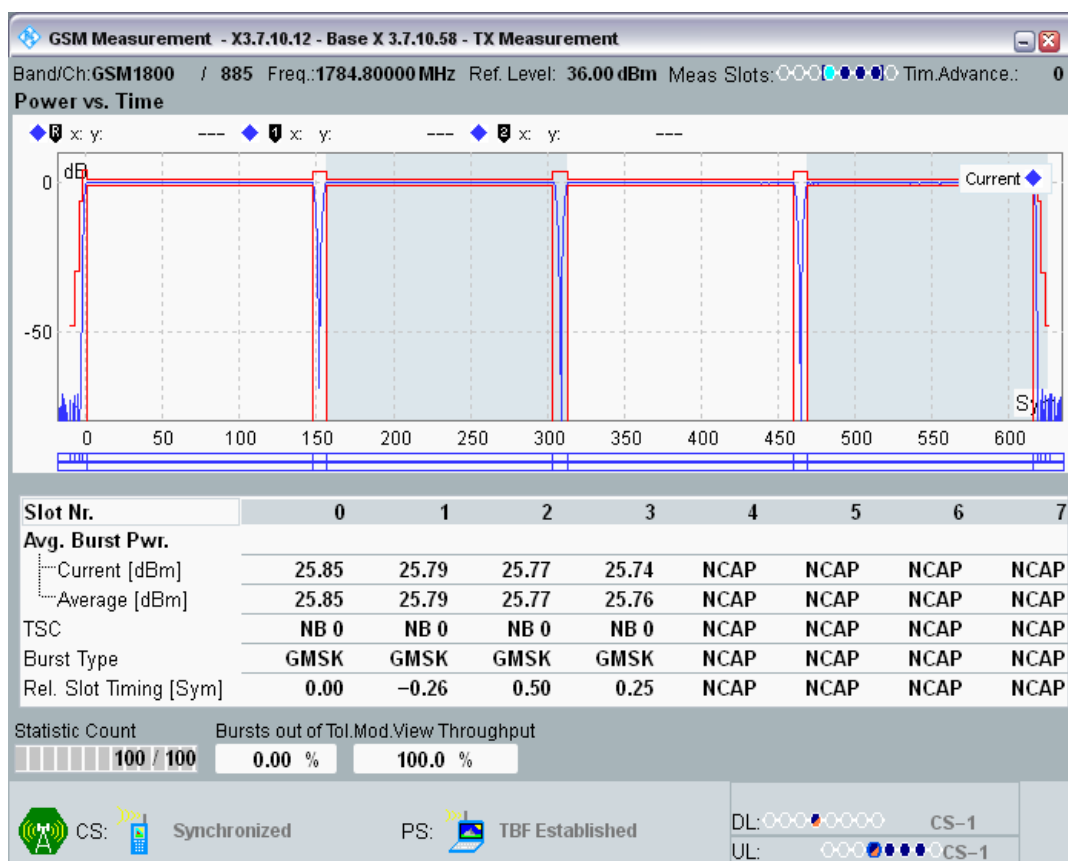 GSM Measurement - X3.7.10.12 - Base X 3.7.10.58 - TX Measurement
Band/Ch:GSM1800 / 885 Freq.:1784.80000 MHz Ref. Level: 36.00 dBm Meas Slots: Tim.Advance.: 0
Power vs. Time
R x: y: --- 1 x: y: --- 2 x: y: ---
dB
Current
0
-50
0 50 100 150 200 250 300 350 400 450 500 550 600
Slot Nr. 0 1 2 3 4 5 6 7
Avg. Burst Pwr.
Current [dBm] 25.85 25.79 25.77 25.74 NCAP NCAP NCAP NCAP
Average [dBm] 25.85 25.79 25.77 25.76 NCAP NCAP NCAP NCAP
TSC NB 0 NB 0 NB 0 NB 0 NCAP NCAP NCAP NCAP
Burst Type GMSK GMSK GMSK GMSK NCAP NCAP NCAP NCAP
Rel. Slot Timing [Sym] 0.00 −0.26 0.50 0.25 NCAP NCAP NCAP NCAP
Statistic Count Bursts out of Tol. Mod.View Throughput
100 / 100 0.00 % 100.0 %
CS: Synchronized PS: TBF Established
DL: CS−1
UL: CS−1